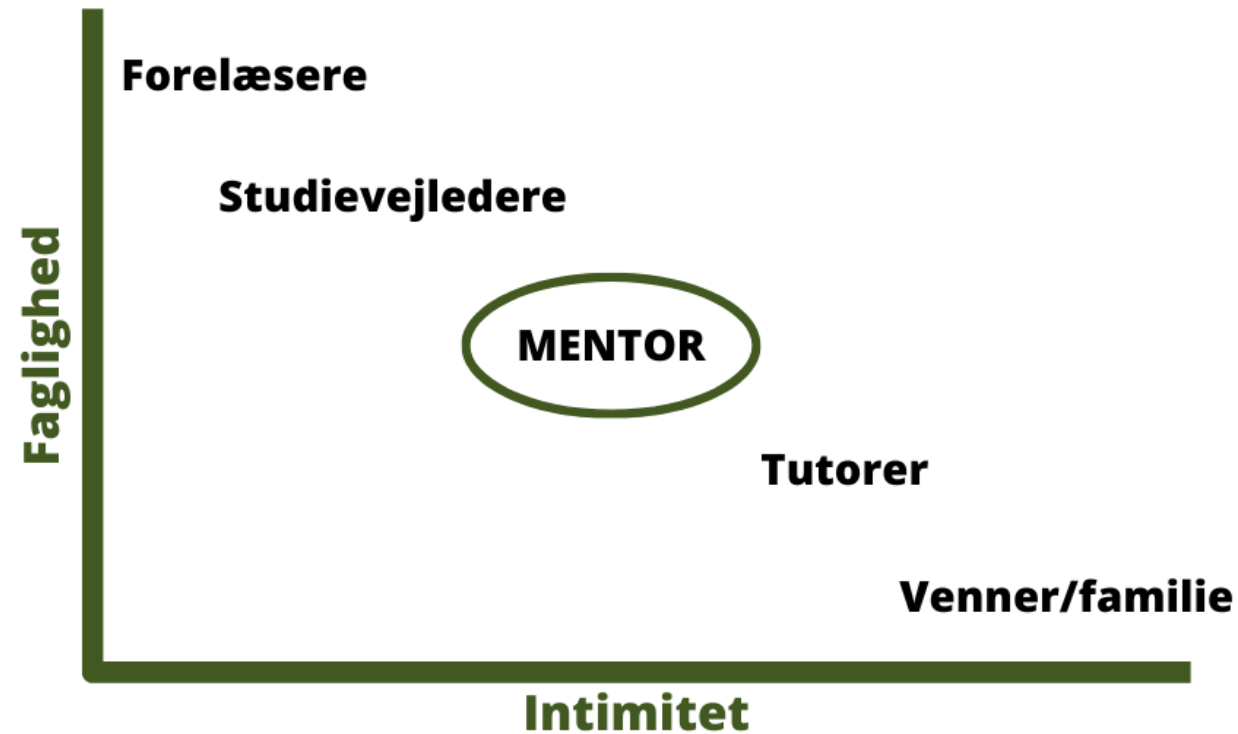 Forelæsere
Studievejledere
MENTOR
Tutorer
Venner/familie
Faglighed
Intimitet